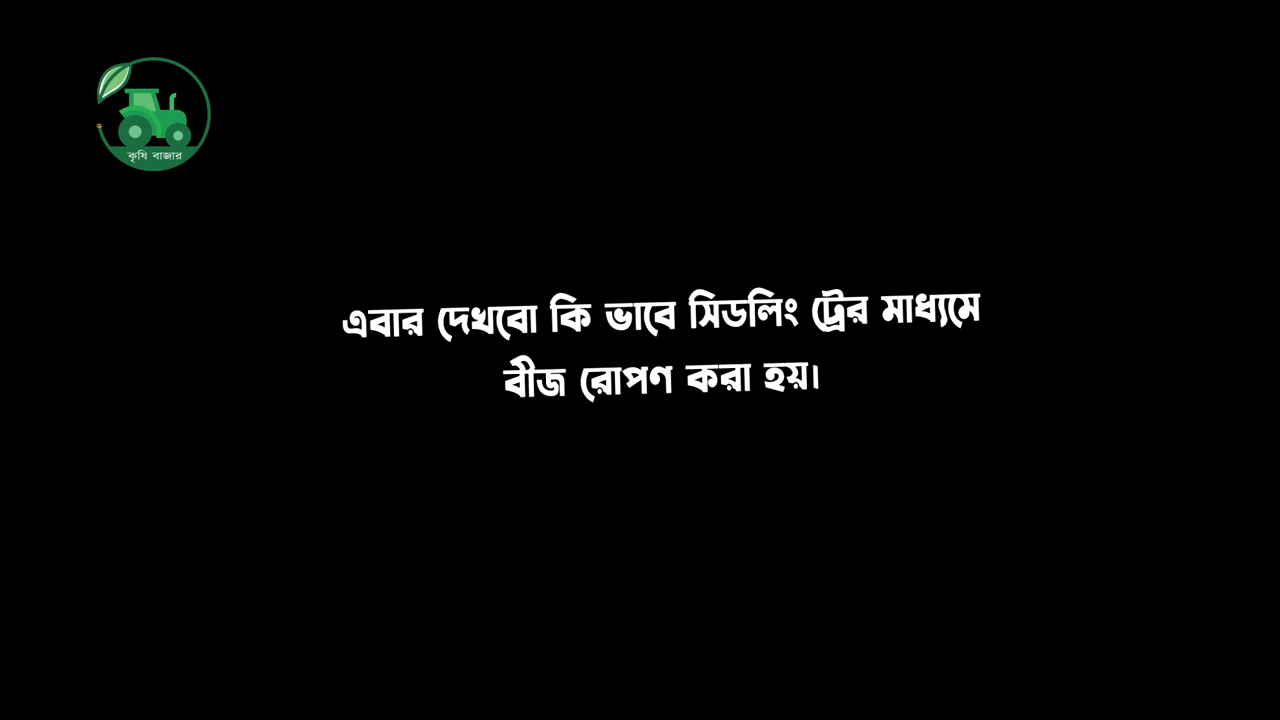 কৃষি বাজার
এবার দেখবো কি ভাবে সিডলিং ট্রের মাধ্যমে
বীজ রোপণ করা হয়।